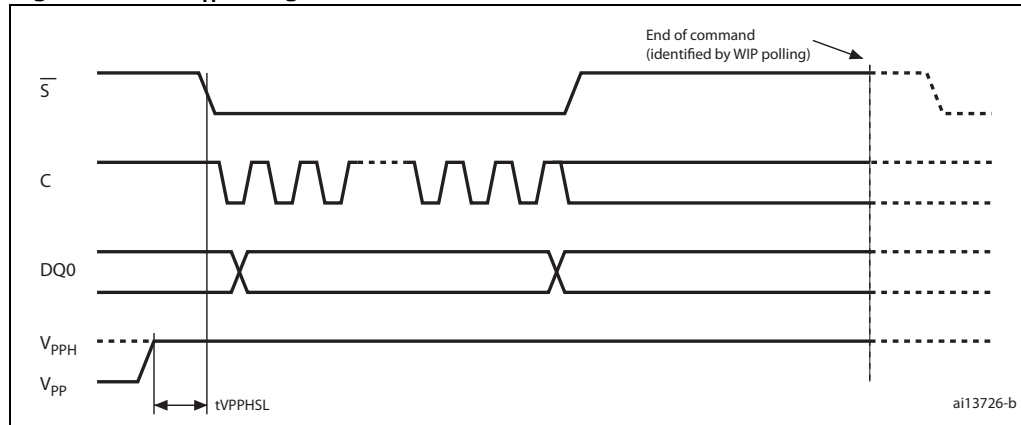 End of command
(identified by WIP polling)
S
C
DQ0
VPPH
VPP
tVPPHSL
ai13726-b